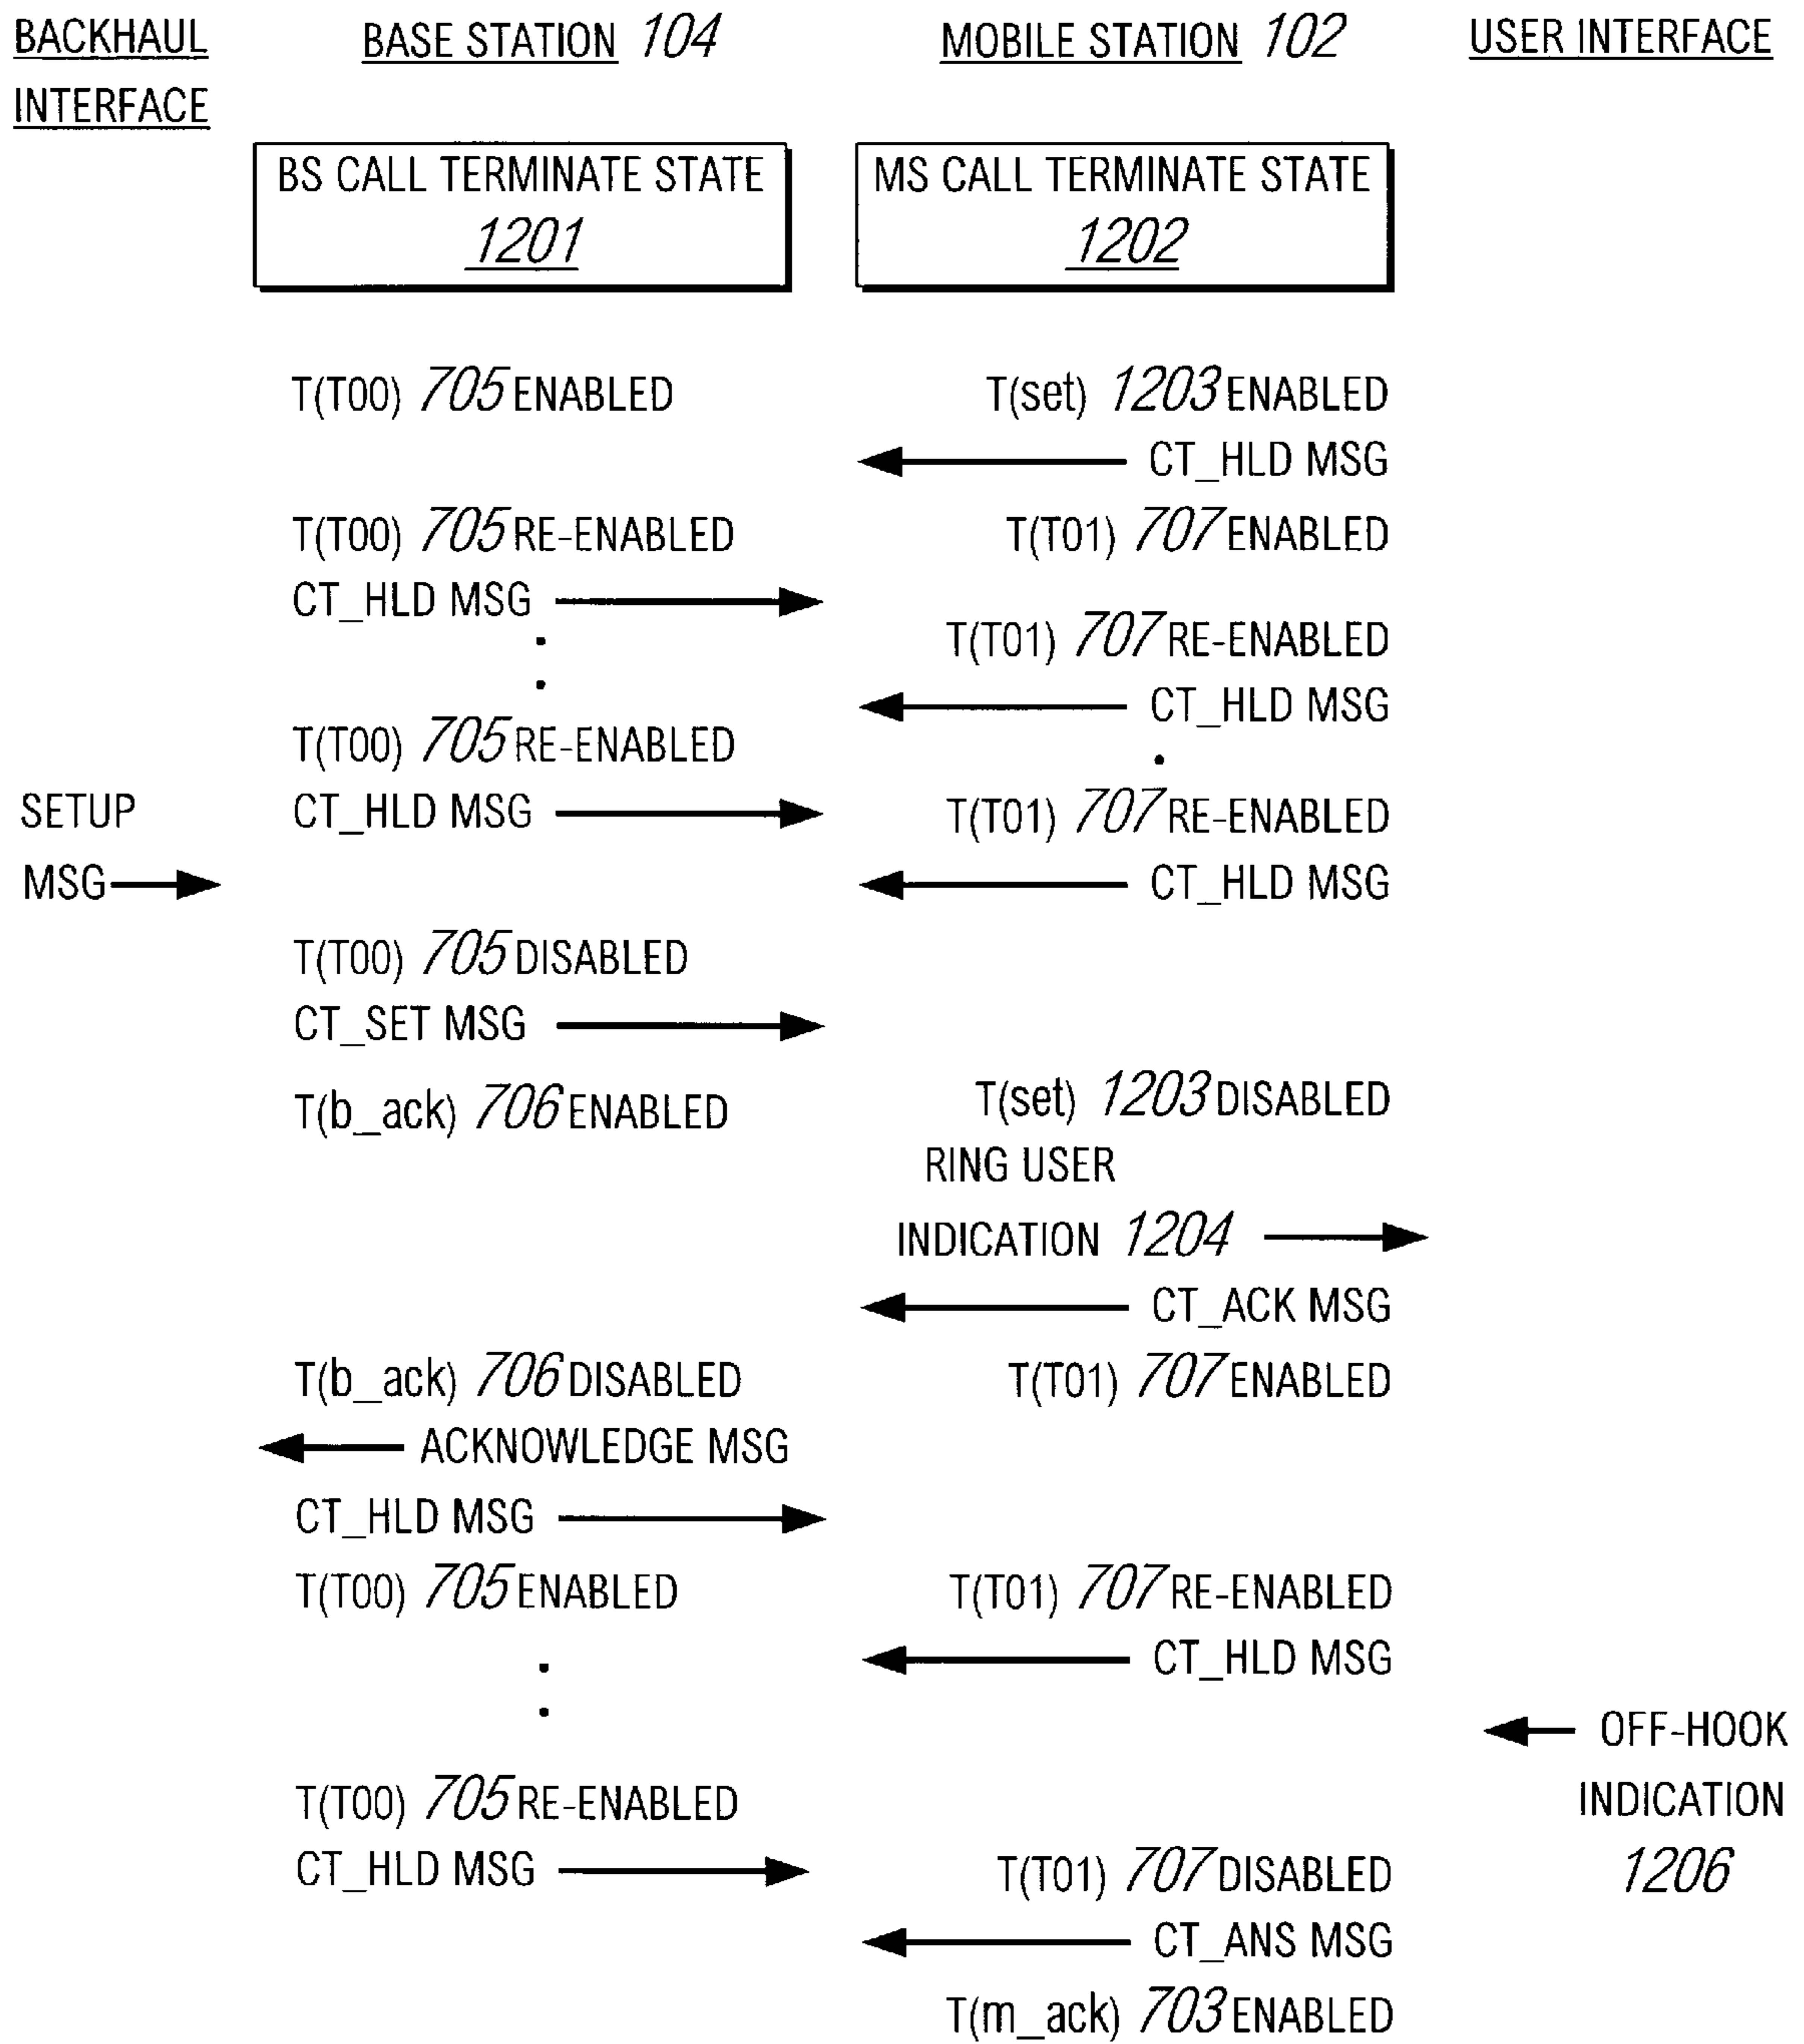 BACKHAUL INTERFACE
BASE STATION 104
MOBILE STATION 102
USER INTERFACE
BS CALL TERMINATE STATE
1201
MS CALL TERMINATE STATE
1202
T(T00) 705 ENABLED
T(set) 1203 ENABLED
CT_HLD MSG
T(T00) 705 RE-ENABLED
T(T01) 707 ENABLED
CT_HLD MSG
T(T01) 707 RE-ENABLED
CT_HLD MSG
T(T00) 705 RE-ENABLED
SETUP
CT_HLD MSG
T(T01) 707 RE-ENABLED
MSG
CT_HLD MSG
T(T00) 705 DISABLED
CT_SET MSG
T(b_ack) 706 ENABLED
T(set) 1203 DISABLED
RING USER
INDICATION 1204
CT_ACK MSG
T(b_ack) 706 DISABLED
T(T01) 707 ENABLED
ACKNOWLEDGE MSG
CT_HLD MSG
T(T00) 705 ENABLED
T(T01) 707 RE-ENABLED
CT_HLD MSG
OFF-HOOK
T(T00) 705 RE-ENABLED
INDICATION
CT_HLD MSG
T(T01) 707 DISABLED
1206
CT_ANS MSG
T(m_ack) 703 ENABLED